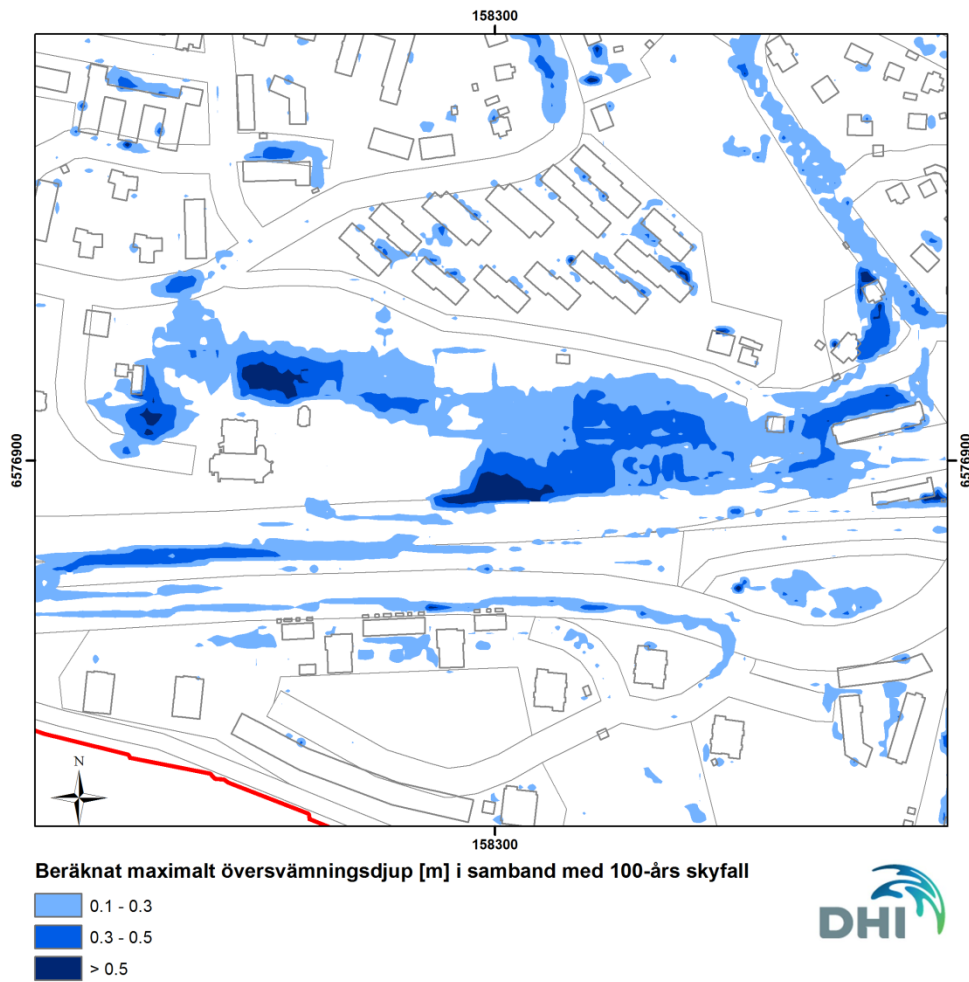 158300
6576900
6576900
N
158300
Beräknat maximalt översvämningsdjup [m] i samband med 100-års skyfall
0.1 - 0.3
0.3 - 0.5
> 0.5
DHI